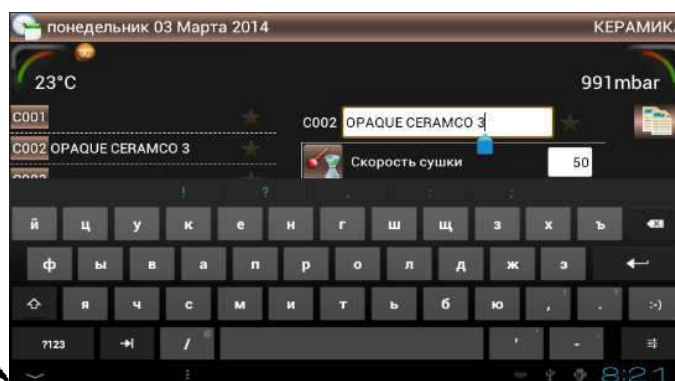 понедельник 03 Марта 2014 КЕРАМИК
23°C 991mbar
C001
C002 OPAQUE CERAMCO 3
C002 OPAQUE CERAMCO 3
Скорость сушки 50
! ? . : ;
й ц у к е н г ш щ з х ъ
ф ы в а п р о л д ж э
я ч с м и т ь б ю , ! . ? :-)
?123 / @ ' -
8:21